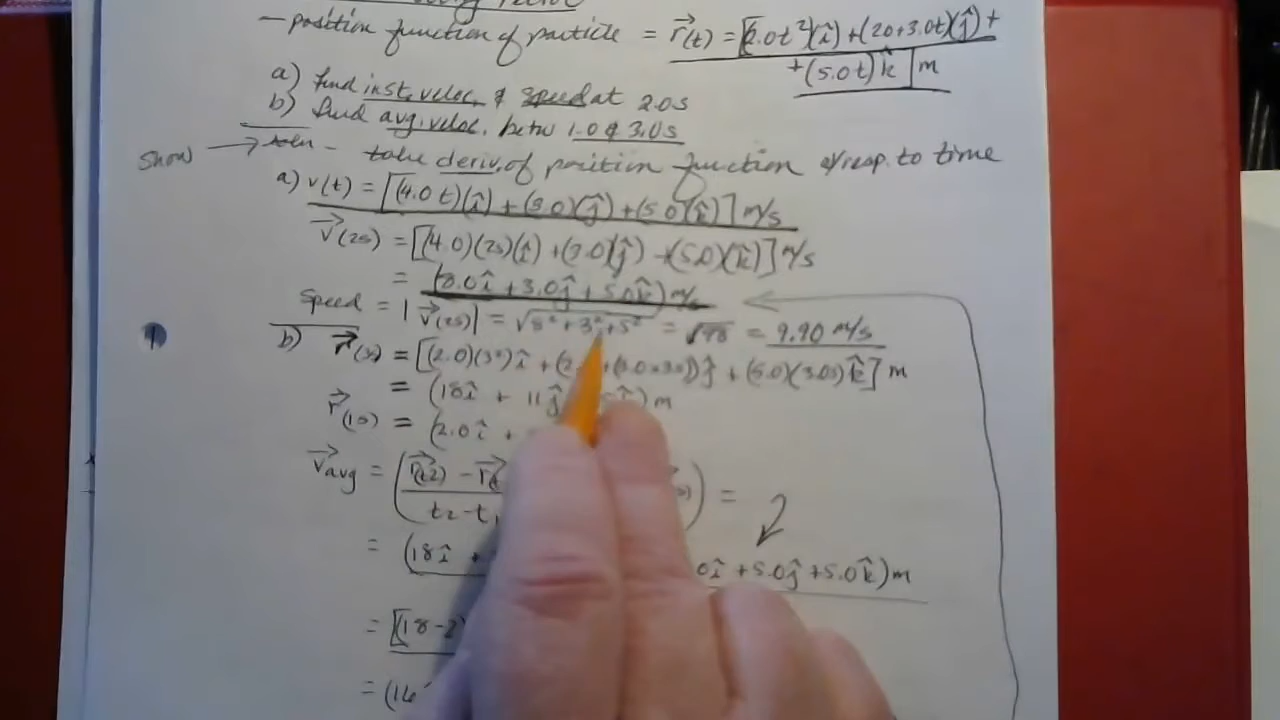 – position function of particle = r⃗(t) = [(2.0t²)(î) + (2.0+3.0t)(ĵ) +
+ (5.0t) k̂] m
a) find inst. veloc. & speed at 2.0s
b) find avg. veloc. betw 1.0 & 3.0s
Show → soln – take deriv. of position function w/resp. to time
a) v(t) = [(4.0t)(î) + (3.0)(ĵ) + (5.0)(k̂)] m/s
v⃗(2s) = [(4.0)(2s)(î) + (3.0)(ĵ) + (5.0)(k̂)] m/s
= (8.0î + 3.0ĵ + 5.0k̂) m/s
Speed = |v⃗(2s)| = √8² + 3² + 5² = √98 = 9.90 m/s
b) r⃗(3) = [(2.0)(3²)î + (2. + (3.0×3.0))ĵ + (5.0)(3.0s)k̂] m
= (18î + 11ĵ k̂) m
r⃗(1s) = (2.0î +
v⃗avg = (r⃗(t2) – r⃗( / t2 – t1 ) =
= (18î + 0î + 5.0ĵ + 5.0k̂) m
= [(18-2)
= (16